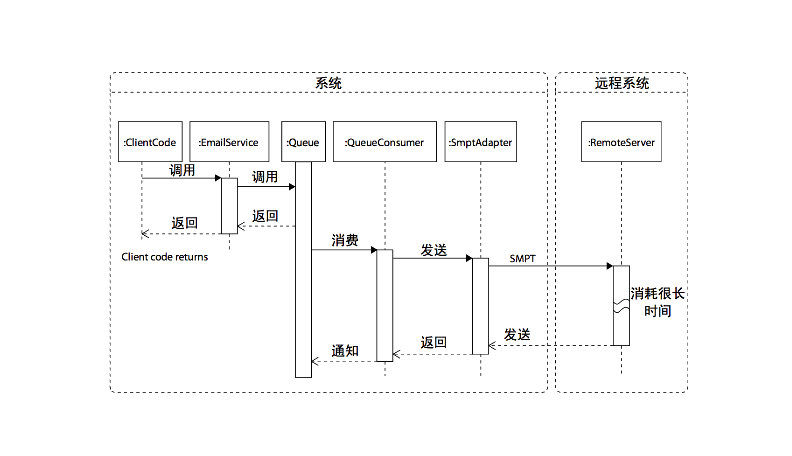 系统
远程系统
:ClientCode
:EmailService
:Queue
:QueueConsumer
:SmptAdapter
:RemoteServer
调用
调用
返回
返回
Client code returns
消费
发送
SMPT
消耗很长
时间
发送
返回
通知